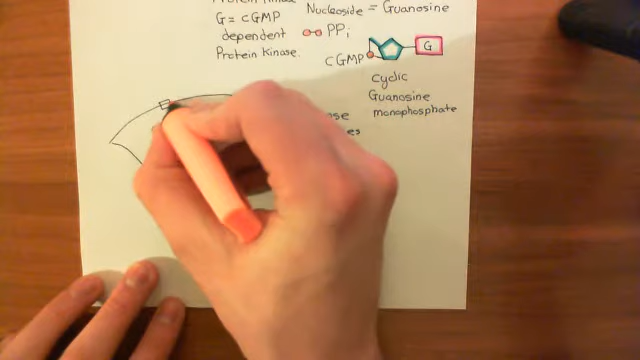 Protein Kinase
G = cGMP
dependent
Protein Kinase.
Nucleoside = Guanosine
PPi
cGMP
G
cyclic
Guanosine
monophosphate